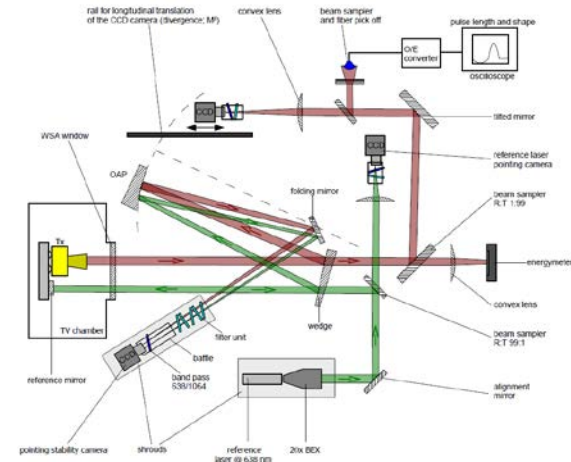 rail for longitudinal translation
of the CCD camera (divergence; M²)
convex lens
beam sampler
and fiber pick off
pulse length and shape
O/E
converter
oscilloscope
tilted mirror
WSA window
OAP
folding mirror
reference laser
pointing camera
beam sampler
R:T 1:99
Tx
energymeter
convex lens
wedge
TV chamber
filter unit
baffle
band pass
638/1064
beam sampler
R:T 99:1
reference mirror
alignment
mirror
pointing stability camera
shrouds
reference
laser @ 638 nm
20x BEX